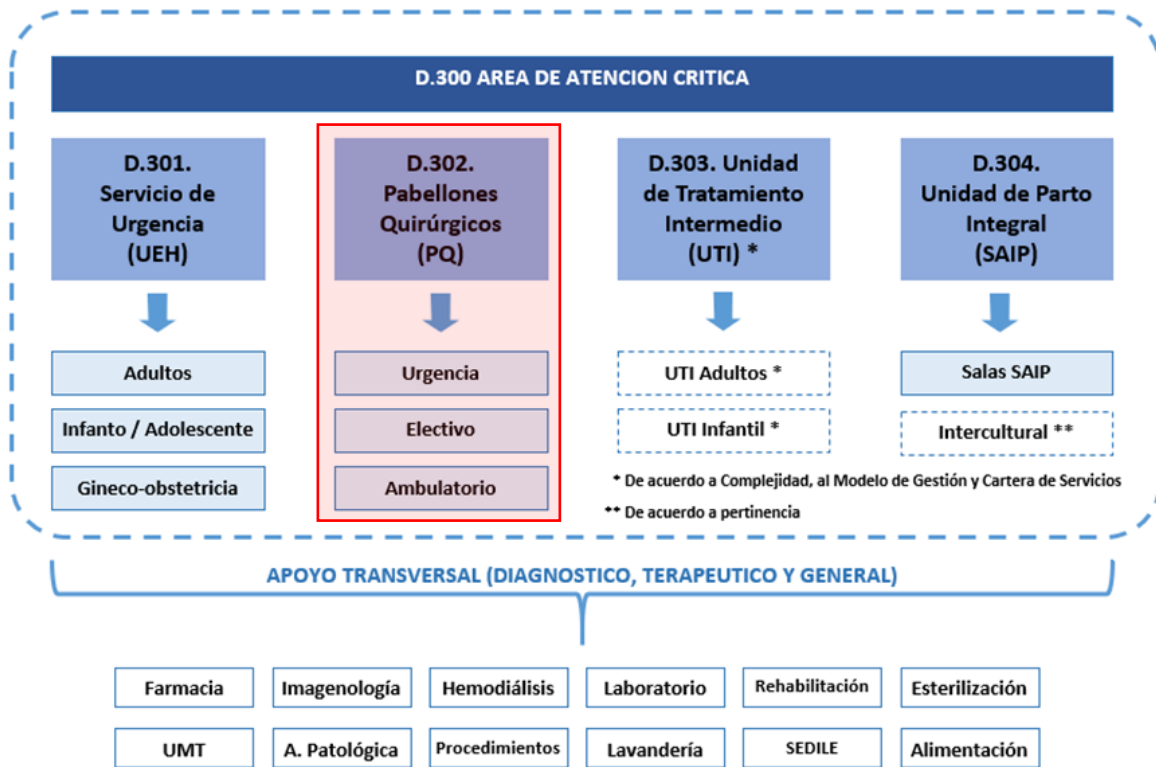 D.300 AREA DE ATENCION CRITICA
D.301.
Servicio de
Urgencia
(UEH)
Adultos
Infanto / Adolescente
Gineco-obstetricia
D.302.
Pabellones
Quirúrgicos
(PQ)
Urgencia
Electivo
Ambulatorio
D.303. Unidad
de Tratamiento
Intermedio
(UTI) *
UTI Adultos *
UTI Infantil *
D.304.
Unidad de Parto
Integral
(SAIP)
Salas SAIP
Intercultural **
* De acuerdo a Complejidad, al Modelo de Gestión y Cartera de Servicios
** De acuerdo a pertinencia
APOYO TRANSVERSAL (DIAGNOSTICO, TERAPEUTICO Y GENERAL)
Farmacia
Imagenología
Hemodiálisis
Laboratorio
Rehabilitación
Esterilización
UMT
A. Patológica
Procedimientos
Lavandería
SEDILE
Alimentación